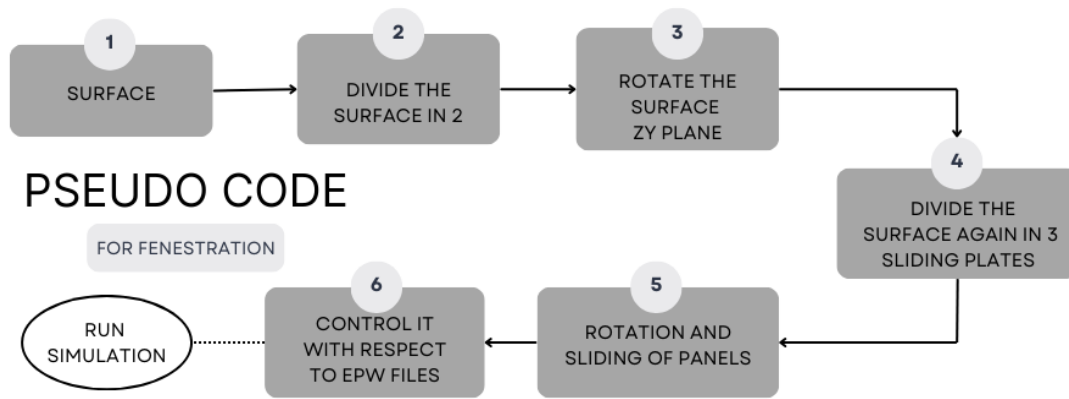 1
SURFACE
2
DIVIDE THE
SURFACE IN 2
3
ROTATE THE
SURFACE
ZY PLANE
4
DIVIDE THE
SURFACE AGAIN IN 3
SLIDING PLATES
5
ROTATION AND
SLIDING OF PANELS
6
CONTROL IT
WITH RESPECT
TO EPW FILES
RUN
SIMULATION
PSEUDO CODE
FOR FENESTRATION